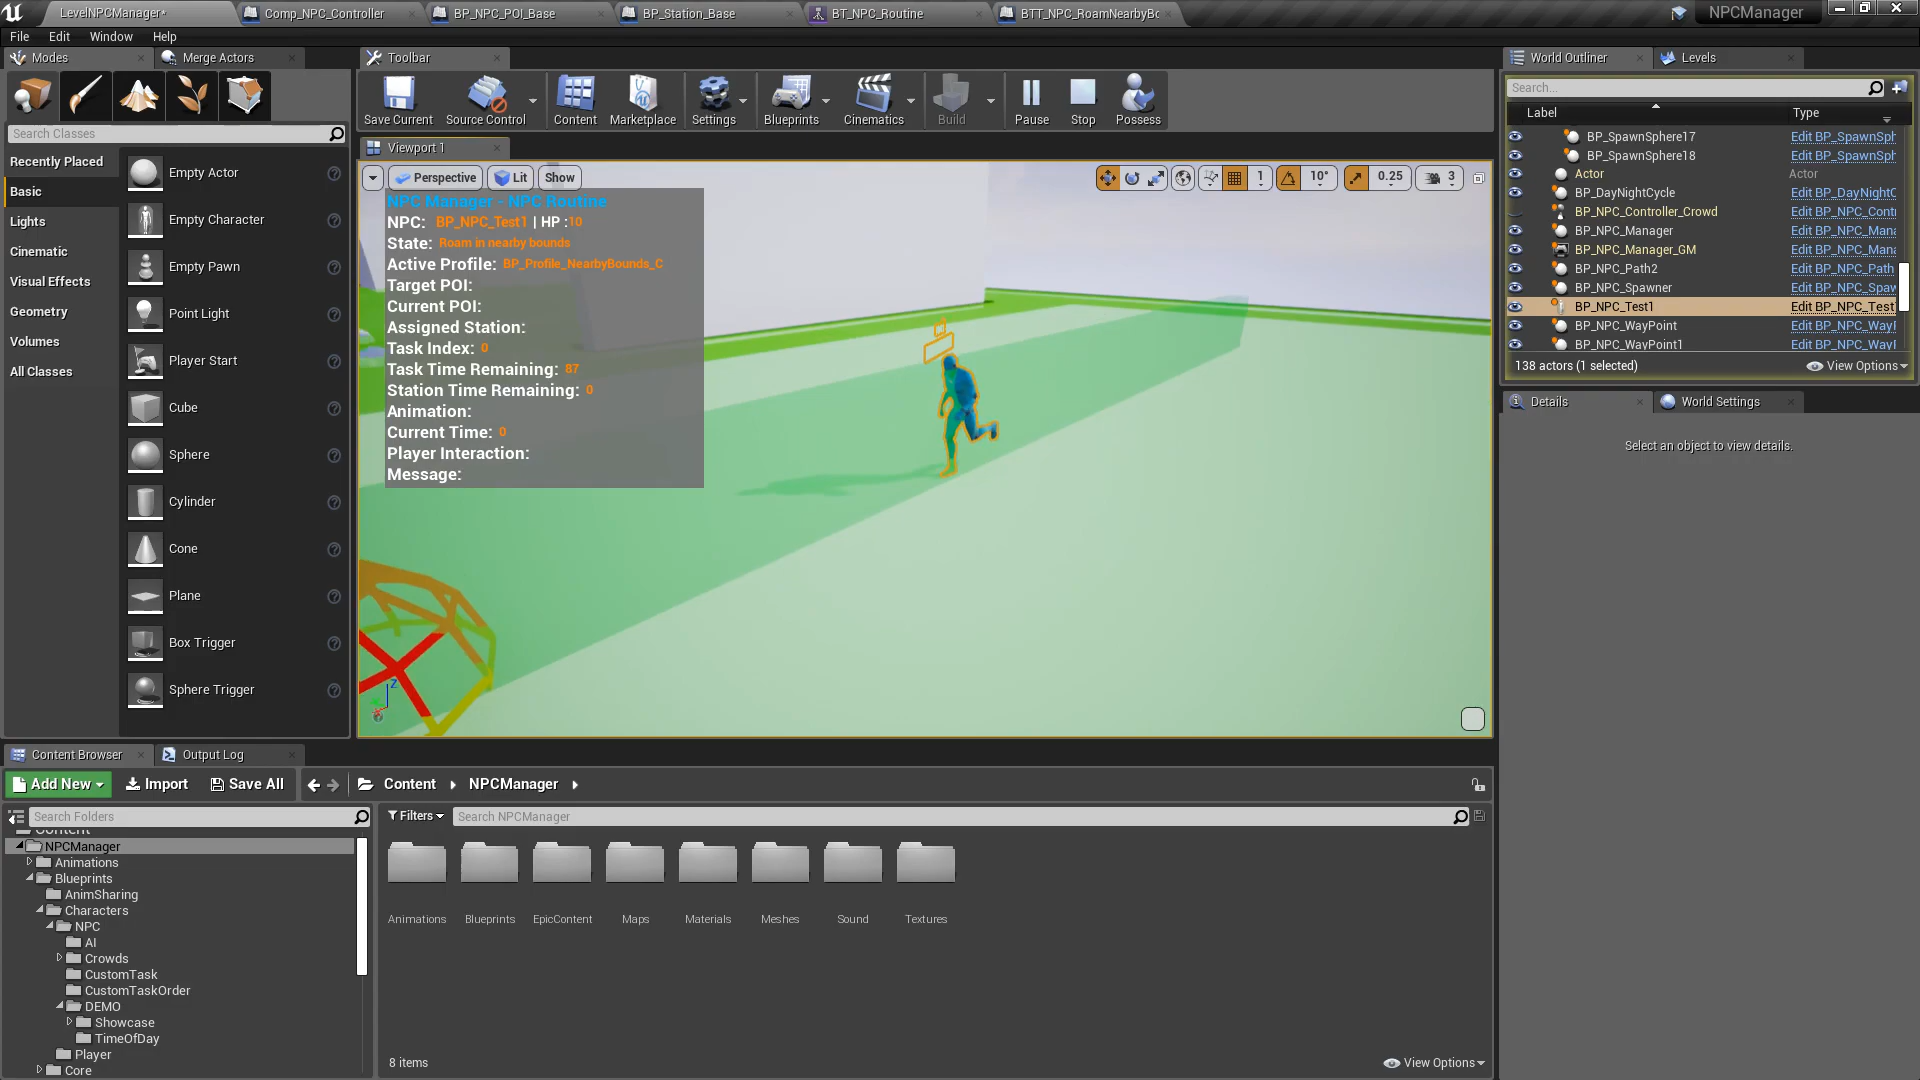 LevelNPCManager*
Comp_NPC_Controller
BP_NPC_POI_Base
BP_Station_Base
BT_NPC_Routine
BTT_NPC_RoamNearbyBo
NPCManager
File Edit Window Help
Modes
Merge Actors
Toolbar
World Outliner
Levels
Save Current
Source Control
Content
Marketplace
Settings
Blueprints
Cinematics
Build
Pause
Stop
Possess
Search Classes
Recently Placed
Basic
Lights
Cinematic
Visual Effects
Geometry
Volumes
All Classes
Empty Actor
Empty Character
Empty Pawn
Point Light
Player Start
Cube
Sphere
Cylinder
Cone
Plane
Box Trigger
Sphere Trigger
Viewport 1
Perspective
Lit
Show
1
10°
0.25
3
NPC Manager - NPC Routine
NPC: BP_NPC_Test1 | HP :10
State: Roam in nearby bounds
Active Profile: BP_Profile_NearbyBounds_C
Target POI:
Current POI:
Assigned Station:
Task Index: 0
Task Time Remaining: 87
Station Time Remaining: 0
Animation:
Current Time: 0
Player Interaction:
Message:
Z
Search...
Label Type
BP_SpawnSphere17 Edit BP_SpawnSph
BP_SpawnSphere18 Edit BP_SpawnSph
Actor Actor
BP_DayNightCycle Edit BP_DayNightC
BP_NPC_Controller_Crowd Edit BP_NPC_Contr
BP_NPC_Manager Edit BP_NPC_Mana
BP_NPC_Manager_GM Edit BP_NPC_Mana
BP_NPC_Path2 Edit BP_NPC_Path
BP_NPC_Spawner Edit BP_NPC_Spaw
BP_NPC_Test1 Edit BP_NPC_Test
BP_NPC_WayPoint Edit BP_NPC_WayF
BP_NPC_WayPoint1 Edit BP_NPC_WayF
138 actors (1 selected)
View Options
Details
World Settings
Select an object to view details.
Content Browser
Output Log
Add New
Import
Save All
Content
NPCManager
Search Folders
Filters
Search NPCManager
Content
NPCManager
Animations
Blueprints
AnimSharing
Characters
NPC
AI
Crowds
CustomTask
CustomTaskOrder
DEMO
Showcase
TimeOfDay
Player
Core
Animations
Blueprints
EpicContent
Maps
Materials
Meshes
Sound
Textures
8 items
View Options